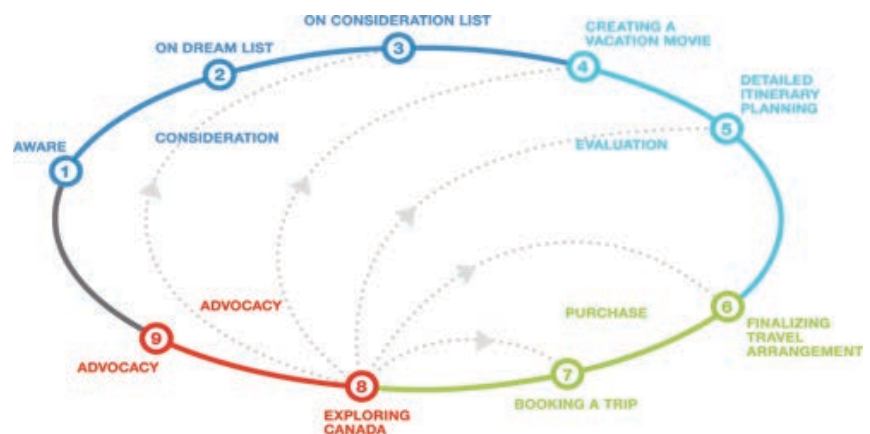 ON CONSIDERATION LIST
3
CREATING A
VACATION MOVIE
4
ON DREAM LIST
2
DETAILED
ITINERARY
PLANNING
5
CONSIDERATION
EVALUATION
AWARE
1
ADVOCACY
PURCHASE
6
FINALIZING
TRAVEL
ARRANGEMENT
9
ADVOCACY
7
BOOKING A TRIP
8
EXPLORING
CANADA